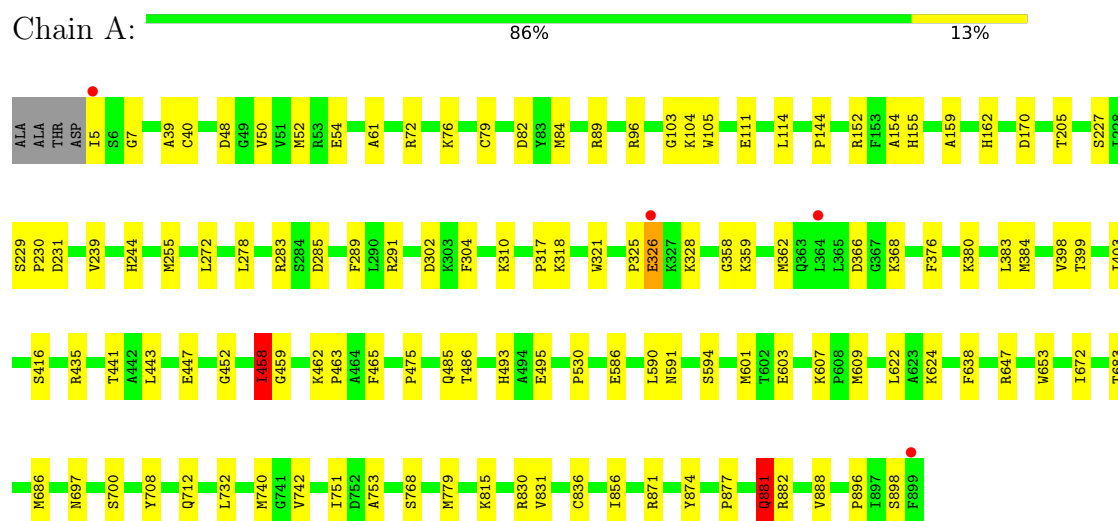 Chain A:
86% 13%
ALA ALA THR ASP I5 S6 G7 A39 C40 D48 G49 V50 V51 M52 R53 E54 A61 R72 K76 C79 D82 Y83 M84 R89 R96 G103 K104 W105 E111 L114 P144 R152 F153 A154 H155 A159 H162 D170 T205 S227 I228
S229 P230 D231 V239 H244 M255 L272 L278 R283 S284 D285 F289 L290 R291 D302 K303 F304 K310 P317 K318 W321 P325 E326 K327 K328 G358 K359 M362 Q363 L364 L365 D366 G367 K368 F376 K380 L383 M384 V398 T399 I403
S416 R435 T441 A442 L443 E447 G452 I458 G459 K462 P463 A464 F465 P475 Q485 T486 H493 A494 E495 P530 E586 L590 N591 S594 M601 T602 E603 K607 P608 M609 L622 A623 K624 F638 R647 W653 I672 T683
M686 N697 S700 Y708 Q712 L732 M740 G741 V742 I751 D752 A753 S768 M779 K815 R830 V831 C836 I856 R871 Y874 P877 Q881 R882 V888 P896 I897 S898 F899